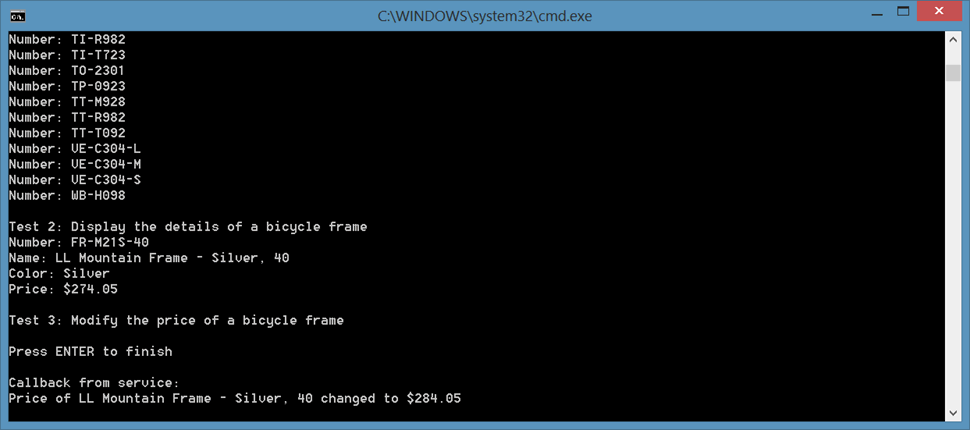 C:\WINDOWS\system32\cmd.exe
Number: TI-R982
Number: TI-T723
Number: TO-2301
Number: TP-0923
Number: TT-M928
Number: TT-R982
Number: TT-T092
Number: VE-C304-L
Number: VE-C304-M
Number: VE-C304-S
Number: WB-H098
Test 2: Display the details of a bicycle frame
Number: FR-M21S-40
Name: LL Mountain Frame - Silver, 40
Color: Silver
Price: $274.05
Test 3: Modify the price of a bicycle frame
Press ENTER to finish
Callback from service:
Price of LL Mountain Frame - Silver, 40 changed to $284.05